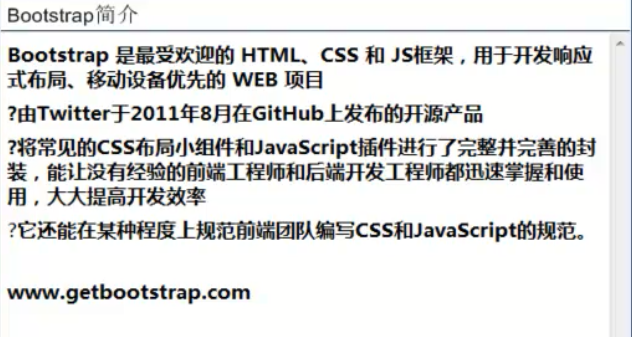 Bootstrap简介
Bootstrap 是最受欢迎的 HTML、CSS 和 JS框架，用于开发响应
式布局、移动设备优先的 WEB 项目
?由Twitter于2011年8月在GitHub上发布的开源产品
?将常见的CSS布局小组件和JavaScript插件进行了完整并完善的封
装，能让没有经验的前端工程师和后端开发工程师都迅速掌握和使
用，大大提高开发效率
?它还能在某种程度上规范前端团队编写CSS和JavaScript的规范。
www.getbootstrap.com